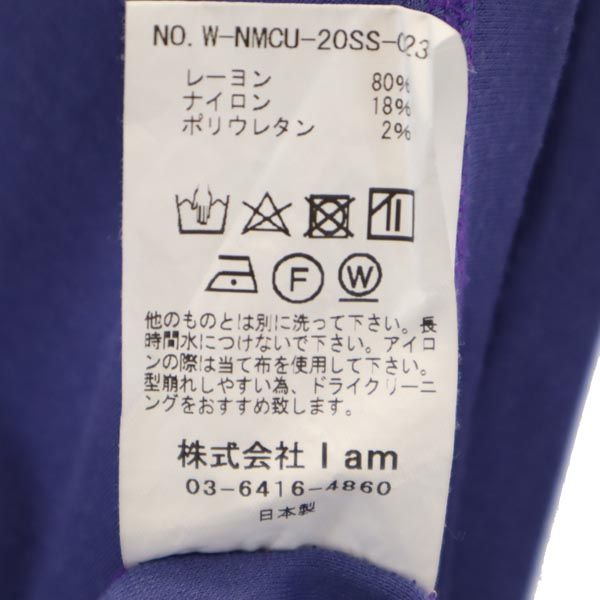 NO. W-NMCU-20SS-023
レーヨン 80%
ナイロン 18%
ポリウレタン 2%
F W
他のものとは別に洗って下さい。長
時間水につけないで下さい。アイロ
ンの際は当て布を使用して下さい。
型崩れしやすい為、ドライクリーニ
ングをおすすめ致します。
株式会社 I am
03-6416-4860
日本製